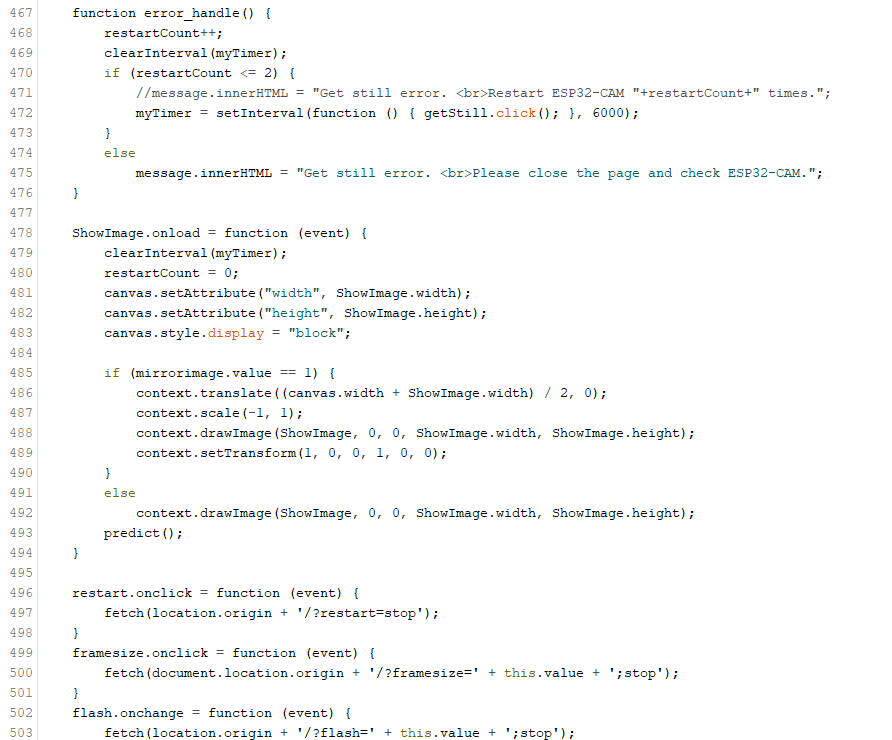 467 function error_handle() {
468 restartCount++;
469 clearInterval(myTimer);
470 if (restartCount <= 2) {
471 //message.innerHTML = "Get still error. <br>Restart ESP32-CAM "+restartCount+" times.";
472 myTimer = setInterval(function () { getStill.click(); }, 6000);
473 }
474 else
475 message.innerHTML = "Get still error. <br>Please close the page and check ESP32-CAM.";
476 }
477
478 ShowImage.onload = function (event) {
479 clearInterval(myTimer);
480 restartCount = 0;
481 canvas.setAttribute("width", ShowImage.width);
482 canvas.setAttribute("height", ShowImage.height);
483 canvas.style.display = "block";
484
485 if (mirrorimage.value == 1) {
486 context.translate((canvas.width + ShowImage.width) / 2, 0);
487 context.scale(-1, 1);
488 context.drawImage(ShowImage, 0, 0, ShowImage.width, ShowImage.height);
489 context.setTransform(1, 0, 0, 1, 0, 0);
490 }
491 else
492 context.drawImage(ShowImage, 0, 0, ShowImage.width, ShowImage.height);
493 predict();
494 }
495
496 restart.onclick = function (event) {
497 fetch(location.origin + '/?restart=stop');
498 }
499 framesize.onclick = function (event) {
500 fetch(document.location.origin + '/?framesize=' + this.value + ';stop');
501 }
502 flash.onchange = function (event) {
503 fetch(location.origin + '/?flash=' + this.value + ';stop');